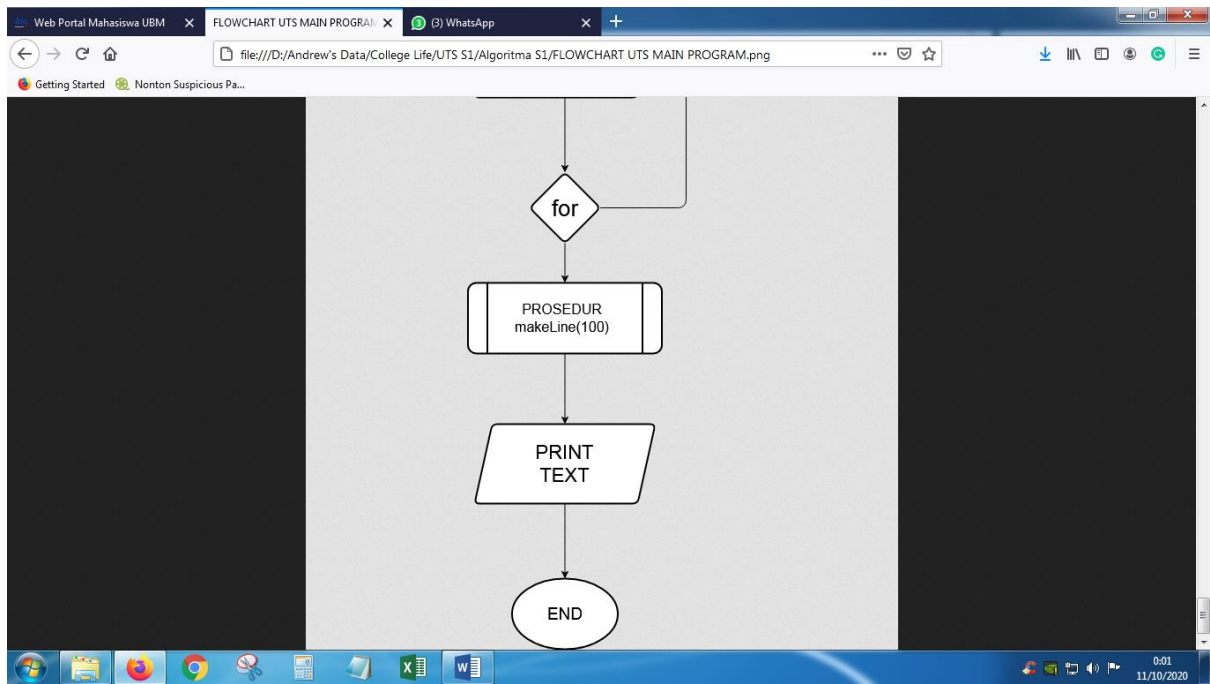 Web Portal Mahasiswa UBM
FLOWCHART UTS MAIN PROGRAM
(3) WhatsApp
file:///D:/Andrew's Data/College Life/UTS S1/Algoritma S1/FLOWCHART UTS MAIN PROGRAM.png
Getting Started
Nonton Suspicious Pa...
for
PROSEDUR
makeLine(100)
PRINT
TEXT
END
0:01
11/10/2020